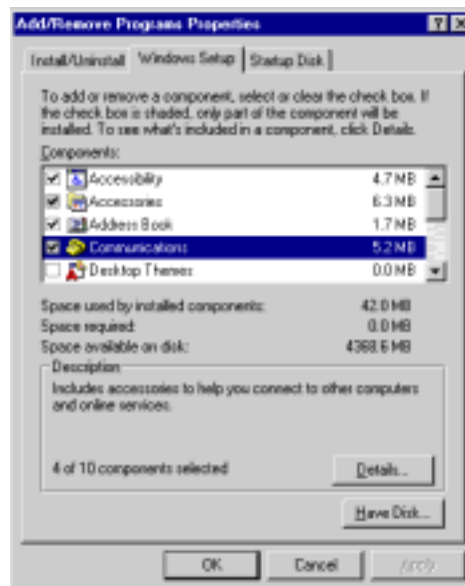 Add/Remove Programs Properties
Install/Uninstall Windows Setup Startup Disk
To add or remove a component, select or clear the check box. If
the check box is shaded, only part of the component will be
installed. To see what's included in a component, click Details.
Components:
Accessibility 4.7 MB
Accessories 6.3 MB
Address Book 1.7 MB
Communications 5.2 MB
Desktop Themes 0.0 MB
Space used by installed components: 42.0 MB
Space required: 0.0 MB
Space available on disk: 4368.6 MB
Description
Includes accessories to help you connect to other computers
and online services.
4 of 10 components selected
Details...
Have Disk...
OK Cancel Apply